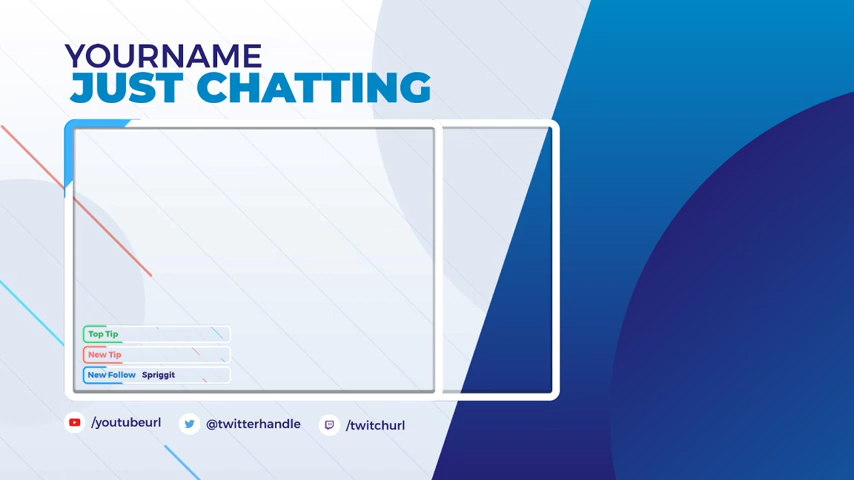 YOURNAME
JUST CHATTING
Top Tip
New Tip
New Follow Spriggit
/youtubeurl @twitterhandle /twitchurl